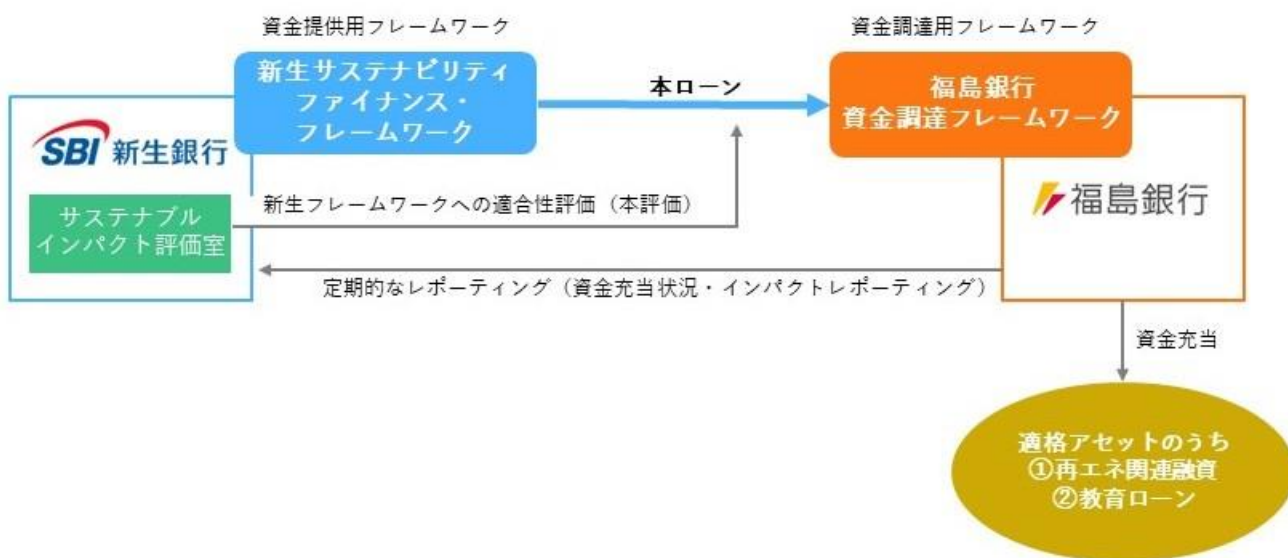 資金提供用フレームワーク
資金調達用フレームワーク
新生サステナビリティ
ファイナンス・
フレームワーク
本ローン
福島銀行
資金調達フレームワーク
SBI 新生銀行
福島銀行
サステナブル
インパクト評価室
新生フレームワークへの適合性評価（本評価）
定期的なレポーティング（資金充当状況・インパクトレポーティング）
資金充当
適格アセットのうち
①再エネ関連融資
②教育ローン